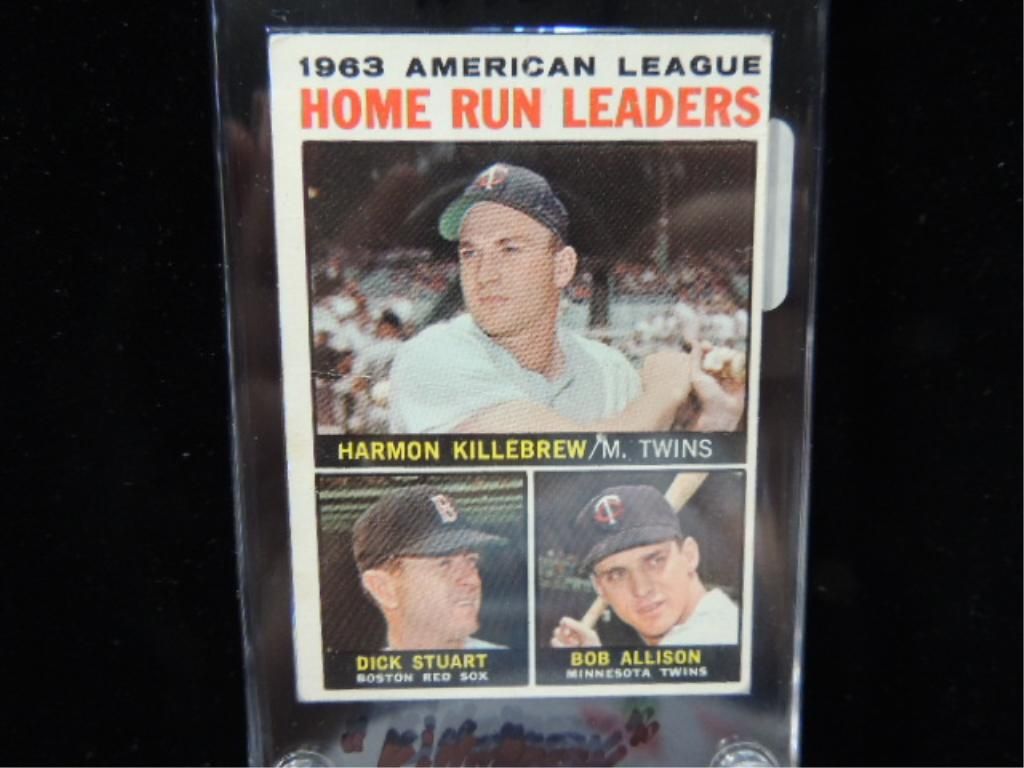 1963 AMERICAN LEAGUE
HOME RUN LEADERS
HARMON KILLEBREW/M. TWINS
DICK STUART
BOSTON RED SOX
BOB ALLISON
MINNESOTA TWINS